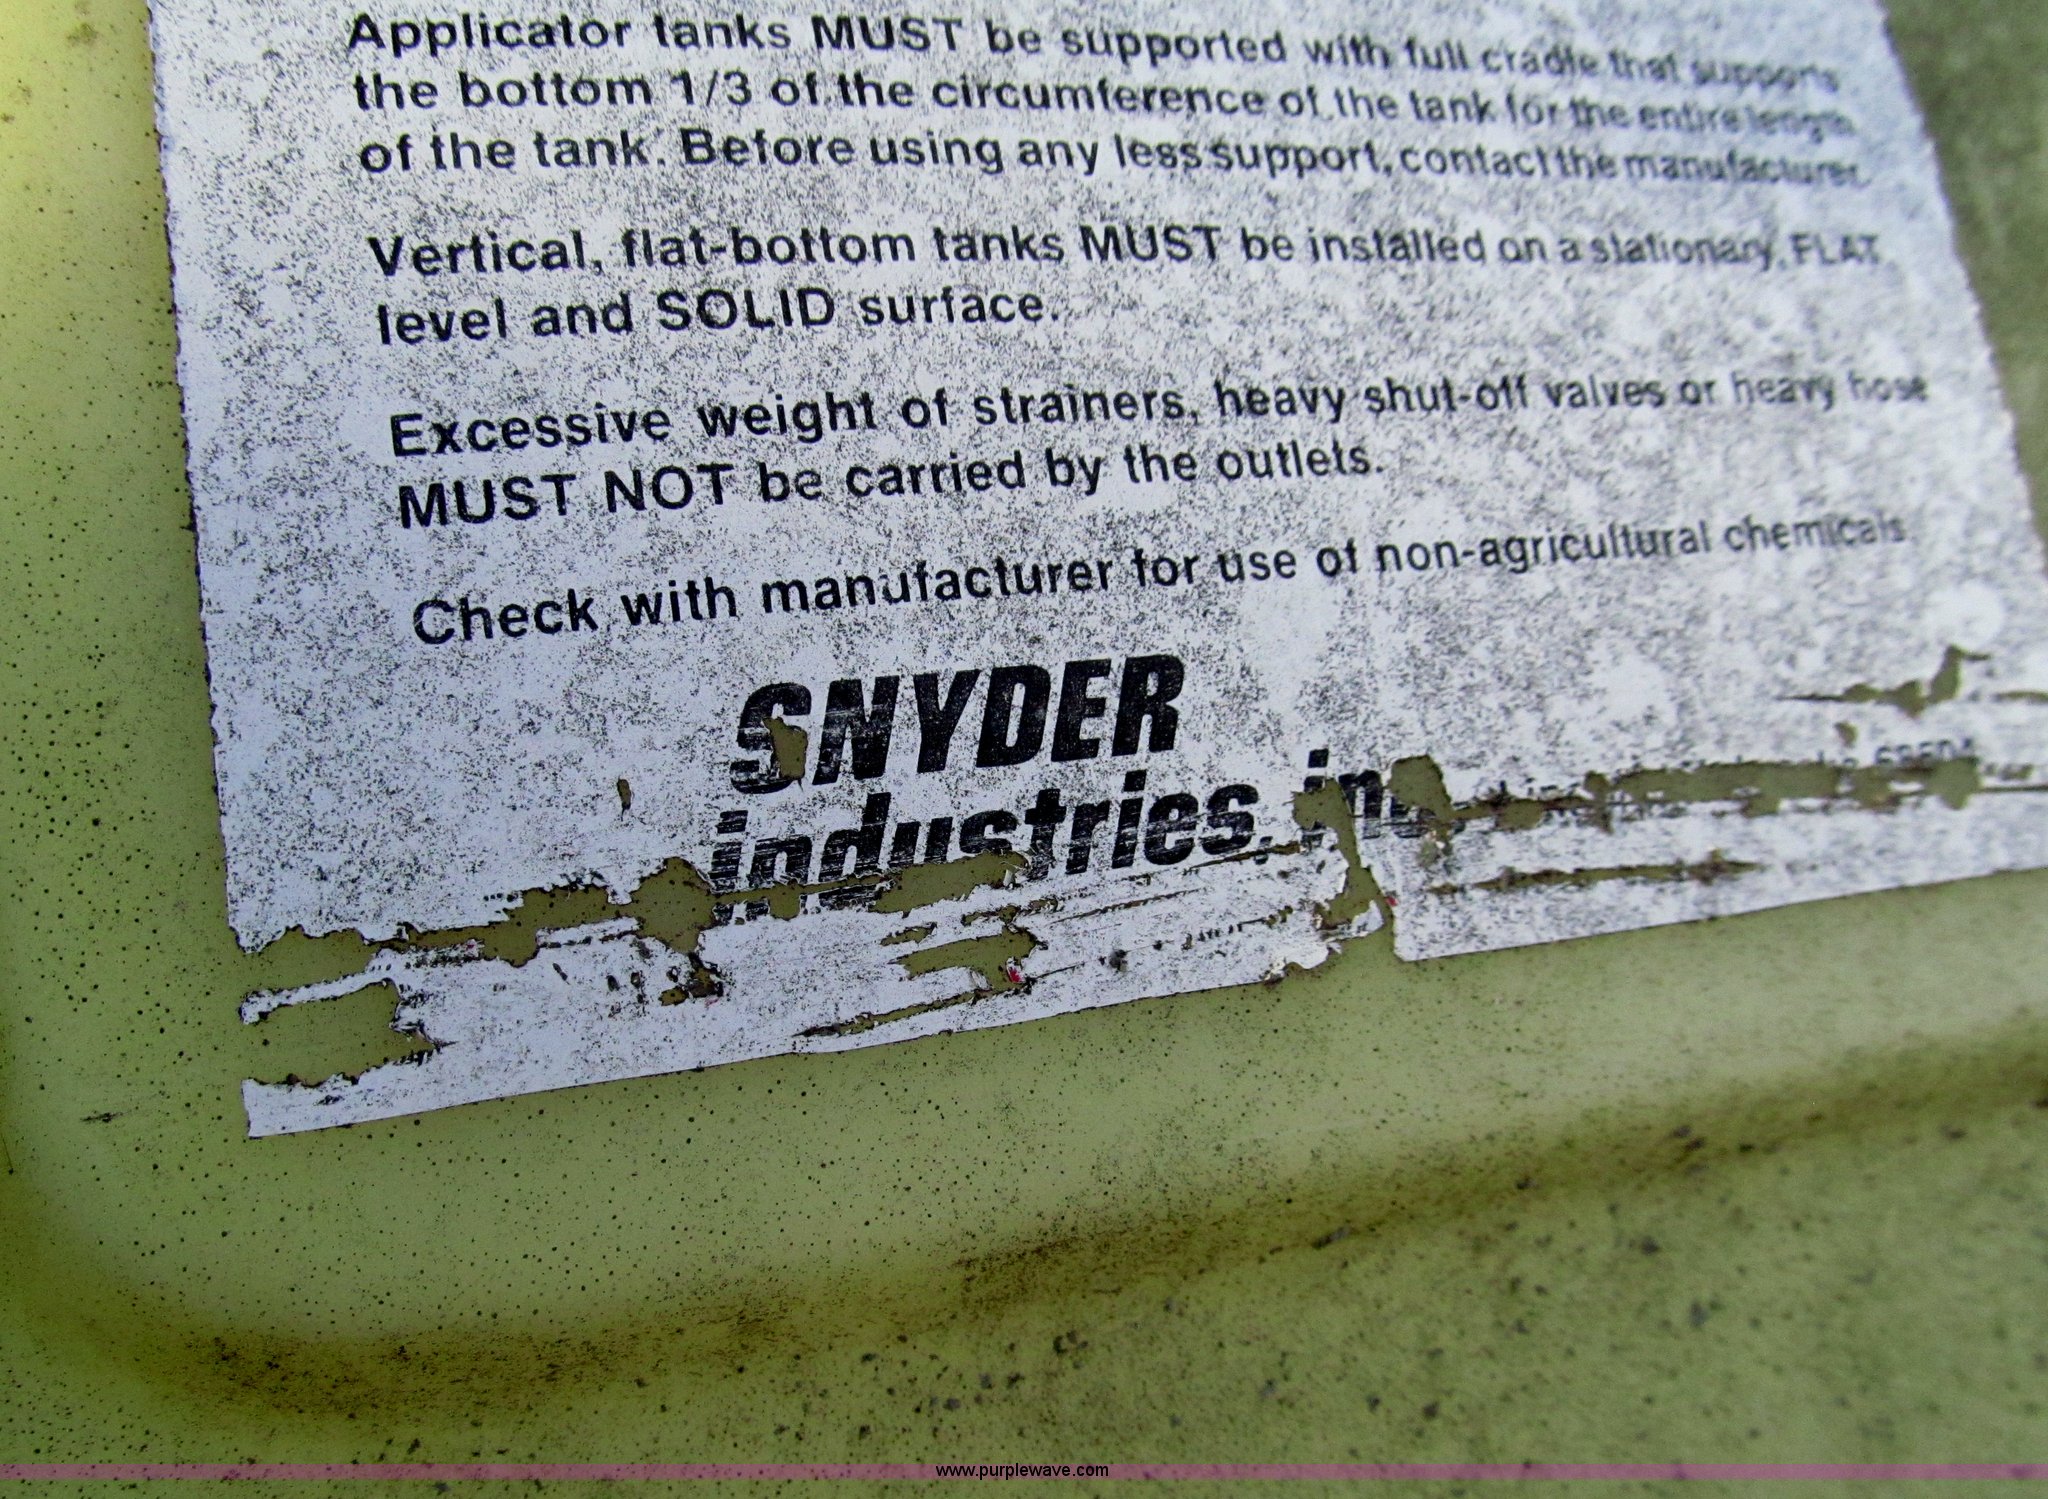 Applicator tanks MUST be supported with full cradle that supports
the bottom 1/3 of the circumference of the tank for the entire length
of the tank. Before using any less support, contact the manufacturer.
Vertical, flat-bottom tanks MUST be installed on a stationary, FLAT
level and SOLID surface.
Excessive weight of strainers, heavy shut-off valves or heavy hose
MUST NOT be carried by the outlets.
Check with manufacturer for use of non-agricultural chemicals
SNYDER
industries, inc.
68504
www.purplewave.com